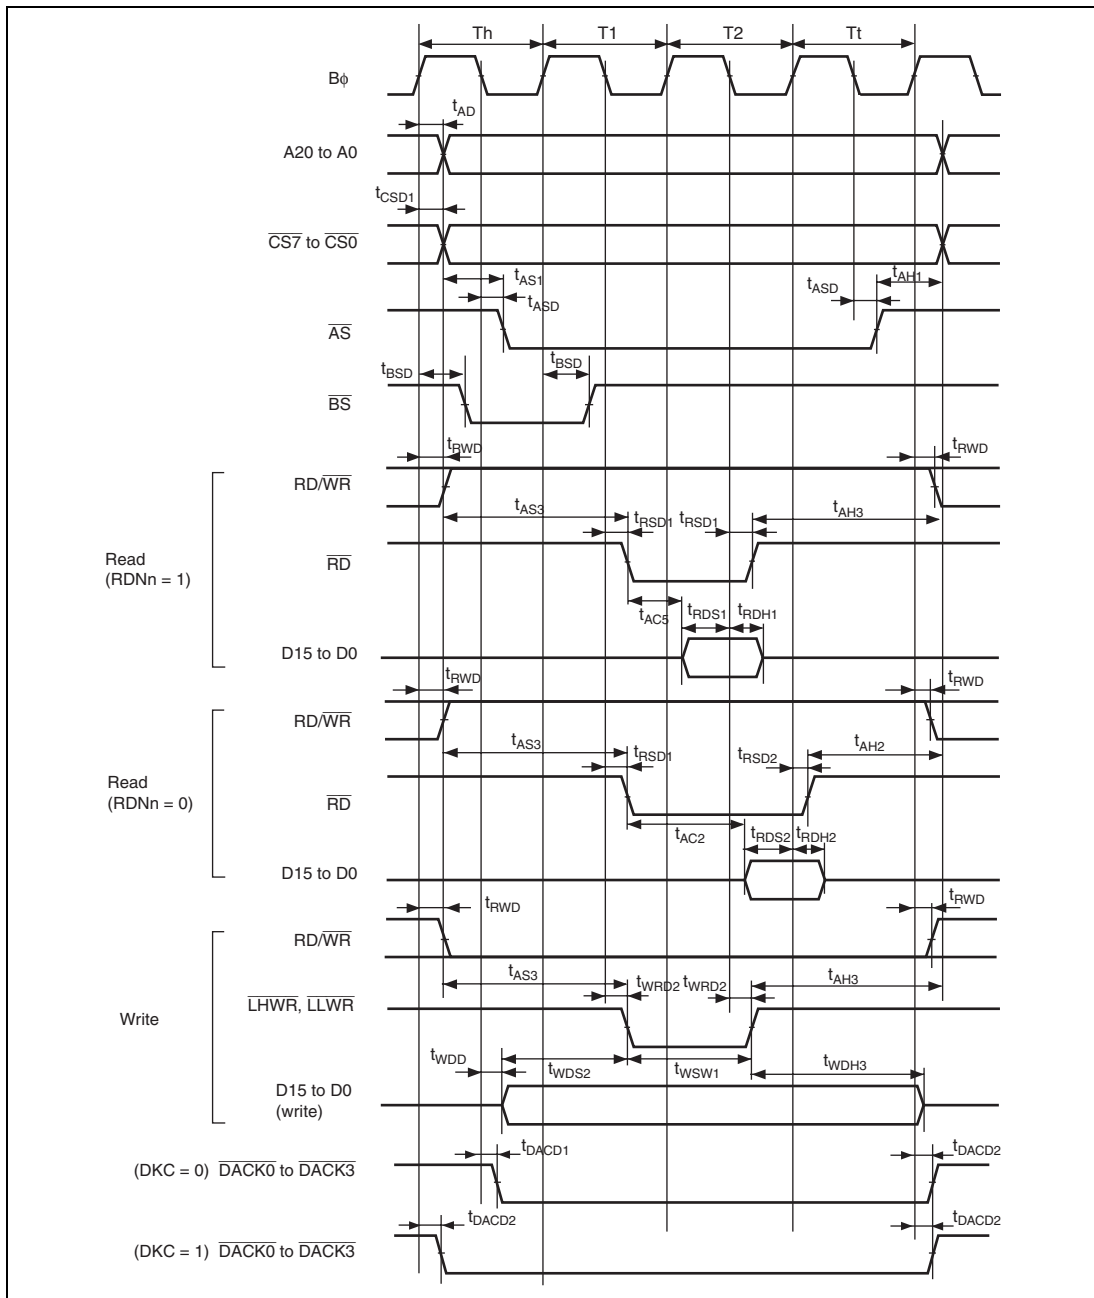 Th T1 T2 Tt
Bϕ
tAD
A20 to A0
tCSD1
CS7 to CS0
tAS1 tAH1
tASD tASD
AS
tBSD tBSD
BS
tRWD tRWD
RD/WR
tAS3 tRSD1 tRSD1 tAH3
Read
(RDNn = 1)
RD
tAC5 tRDS1 tRDH1
D15 to D0
tRWD tRWD
RD/WR
tAS3 tRSD1 tRSD2 tAH2
Read
(RDNn = 0)
RD
tAC2 tRDS2 tRDH2
D15 to D0
tRWD tRWD
RD/WR
tAS3 tWRD2 tWRD2 tAH3
LHWR, LLWR
Write
tWDD tWDS2 tWSW1 tWDH3
D15 to D0
(write)
tDACD1 tDACD2
(DKC = 0) DACK0 to DACK3
tDACD2 tDACD2
(DKC = 1) DACK0 to DACK3